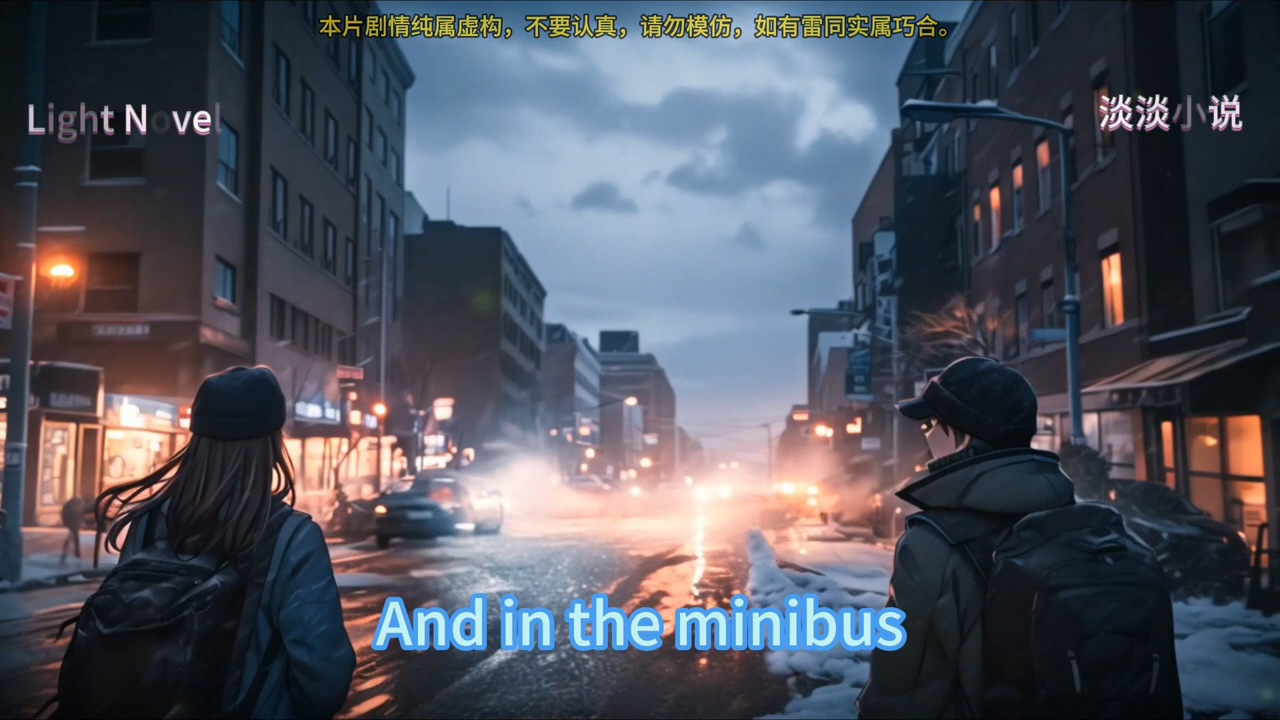 本片剧情纯属虚构，不要认真，请勿模仿，如有雷同实属巧合。
Light Novel
淡淡小说
And in the minibus